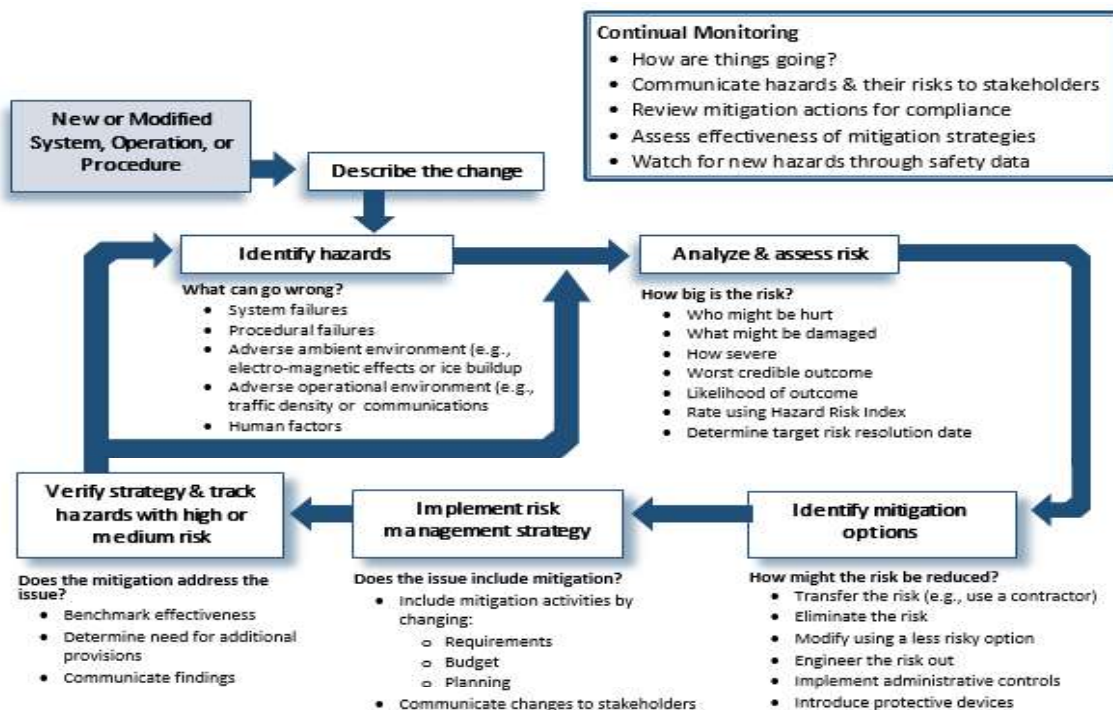 Continual Monitoring
• How are things going?
• Communicate hazards & their risks to stakeholders
• Review mitigation actions for compliance
• Assess effectiveness of mitigation strategies
• Watch for new hazards through safety data
New or Modified
System, Operation, or
Procedure
Describe the change
Identify hazards
What can go wrong?
• System failures
• Procedural failures
• Adverse ambient environment (e.g.,
electro-magnetic effects or ice buildup
• Adverse operational environment (e.g.,
traffic density or communications
• Human factors
Analyze & assess risk
How big is the risk?
• Who might be hurt
• What might be damaged
• How severe
• Worst credible outcome
• Likelihood of outcome
• Rate using Hazard Risk Index
• Determine target risk resolution date
Verify strategy & track
hazards with high or
medium risk
Does the mitigation address the
issue?
• Benchmark effectiveness
• Determine need for additional
provisions
• Communicate findings
Implement risk
management strategy
Does the issue include mitigation?
• Include mitigation activities by
changing:
o Requirements
o Budget
o Planning
• Communicate changes to stakeholders
Identify mitigation
options
How might the risk be reduced?
• Transfer the risk (e.g., use a contractor)
• Eliminate the risk
• Modify using a less risky option
• Engineer the risk out
• Implement administrative controls
• Introduce protective devices